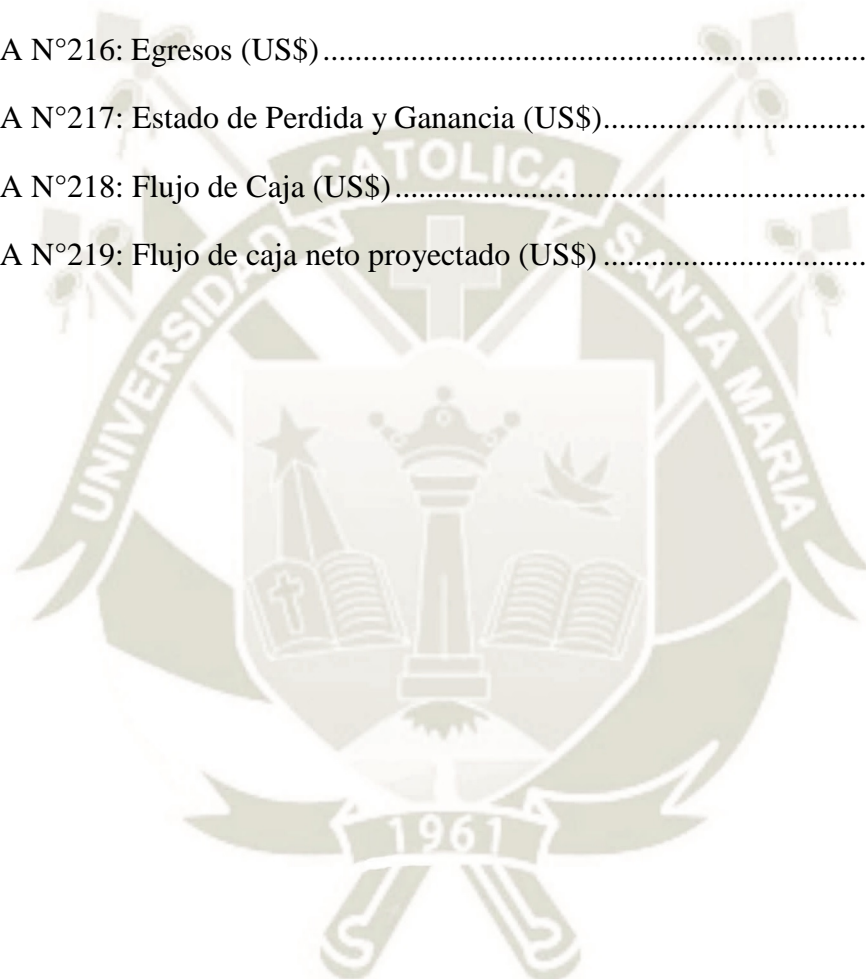 A N°216: Egresos (US$)....................................................................
A N°217: Estado de Perdida y Ganancia (US$).................................
A N°218: Flujo de Caja (US$)............................................................
A N°219: Flujo de caja neto proyectado (US$).................................
UNIVERSIDAD CATOLICA SANTA MARIA
1961